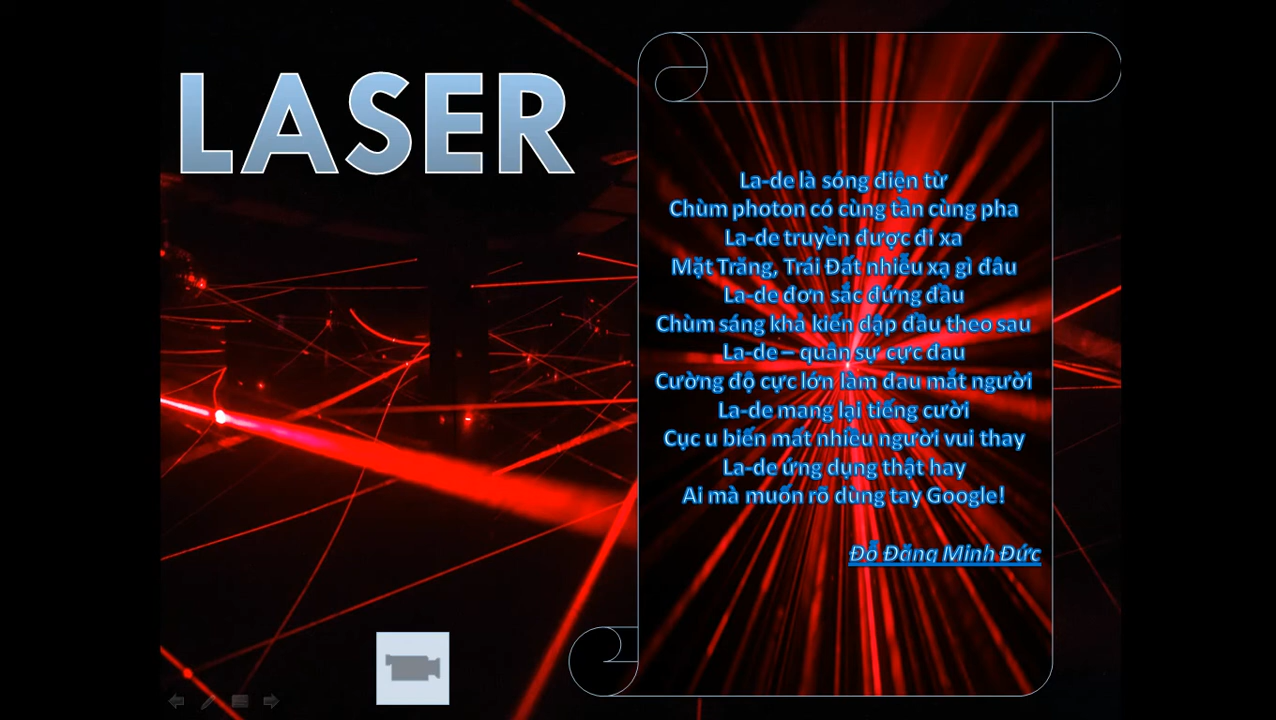 LASER
La-de là sóng điện từ
Chùm photon có cùng tần cùng pha
La-de truyền được đi xa
Mặt Trăng, Trái Đất nhiễu xạ gì đâu
La-de đơn sắc đứng đầu
Chùm sáng khả kiến dập đầu theo sau
La-de – quân sự cực đau
Cường độ cực lớn làm đau mắt người
La-de mang lại tiếng cười
Cục u biến mất nhiều người vui thay
La-de ứng dụng thật hay
Ai mà muốn rõ dùng tay Google!
Đỗ Đăng Minh Đức